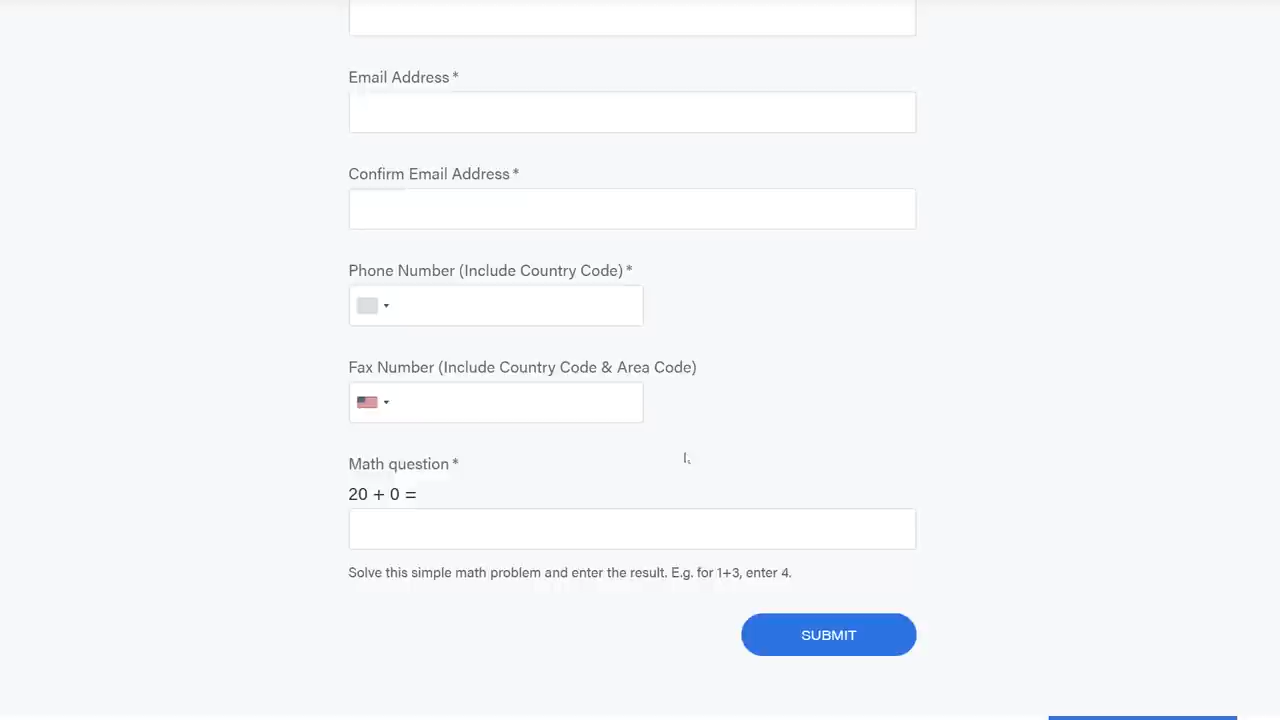 Email Address *
Confirm Email Address *
Phone Number (Include Country Code) *
Fax Number (Include Country Code & Area Code)
Math question *
20 + 0 =
Solve this simple math problem and enter the result. E.g. for 1+3, enter 4.
SUBMIT